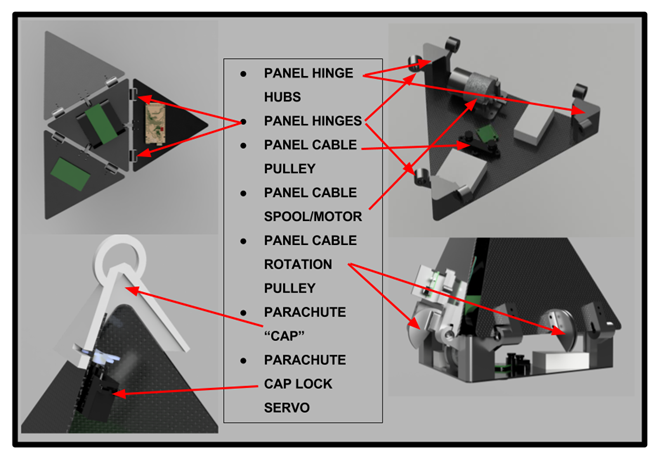 PANEL HINGE
HUBS
PANEL HINGES
PANEL CABLE
PULLEY
PANEL CABLE
SPOOL/MOTOR
PANEL CABLE
ROTATION
PULLEY
PARACHUTE
“CAP”
PARACHUTE
CAP LOCK
SERVO